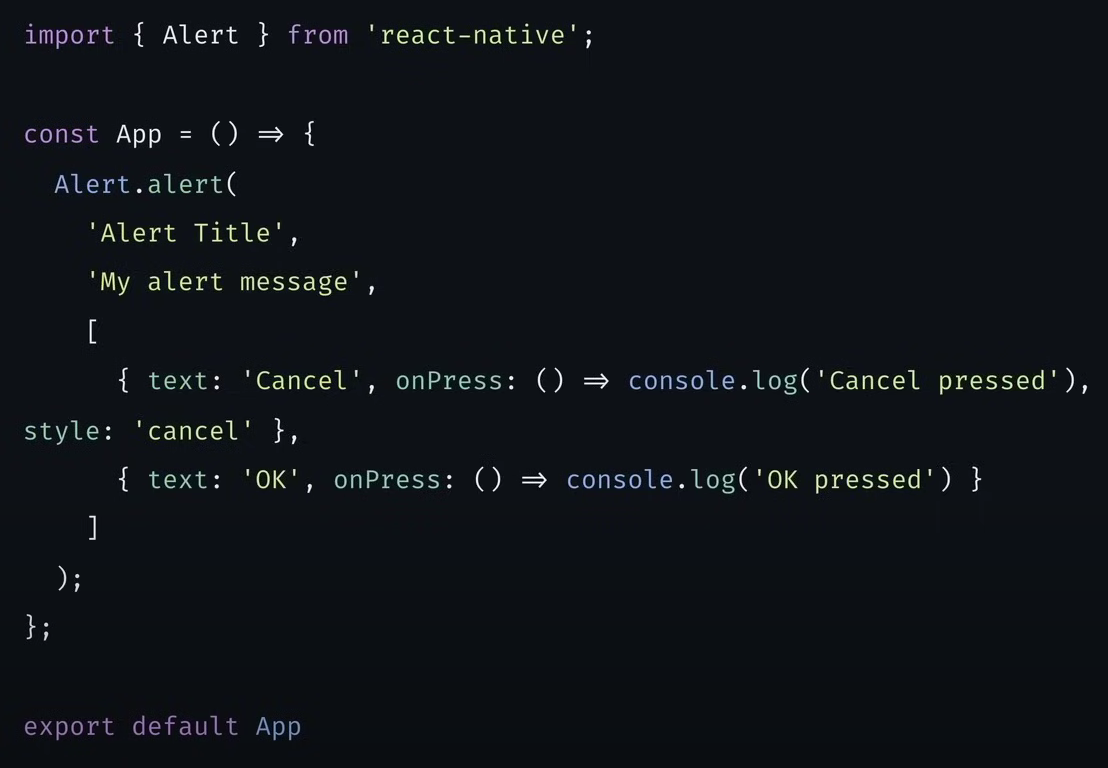 import { Alert } from 'react-native';
const App = () => {
Alert.alert(
'Alert Title',
'My alert message',
[
{ text: 'Cancel', onPress: () => console.log('Cancel pressed'),
style: 'cancel' },
{ text: 'OK', onPress: () => console.log('OK pressed') }
]
);
};
export default App